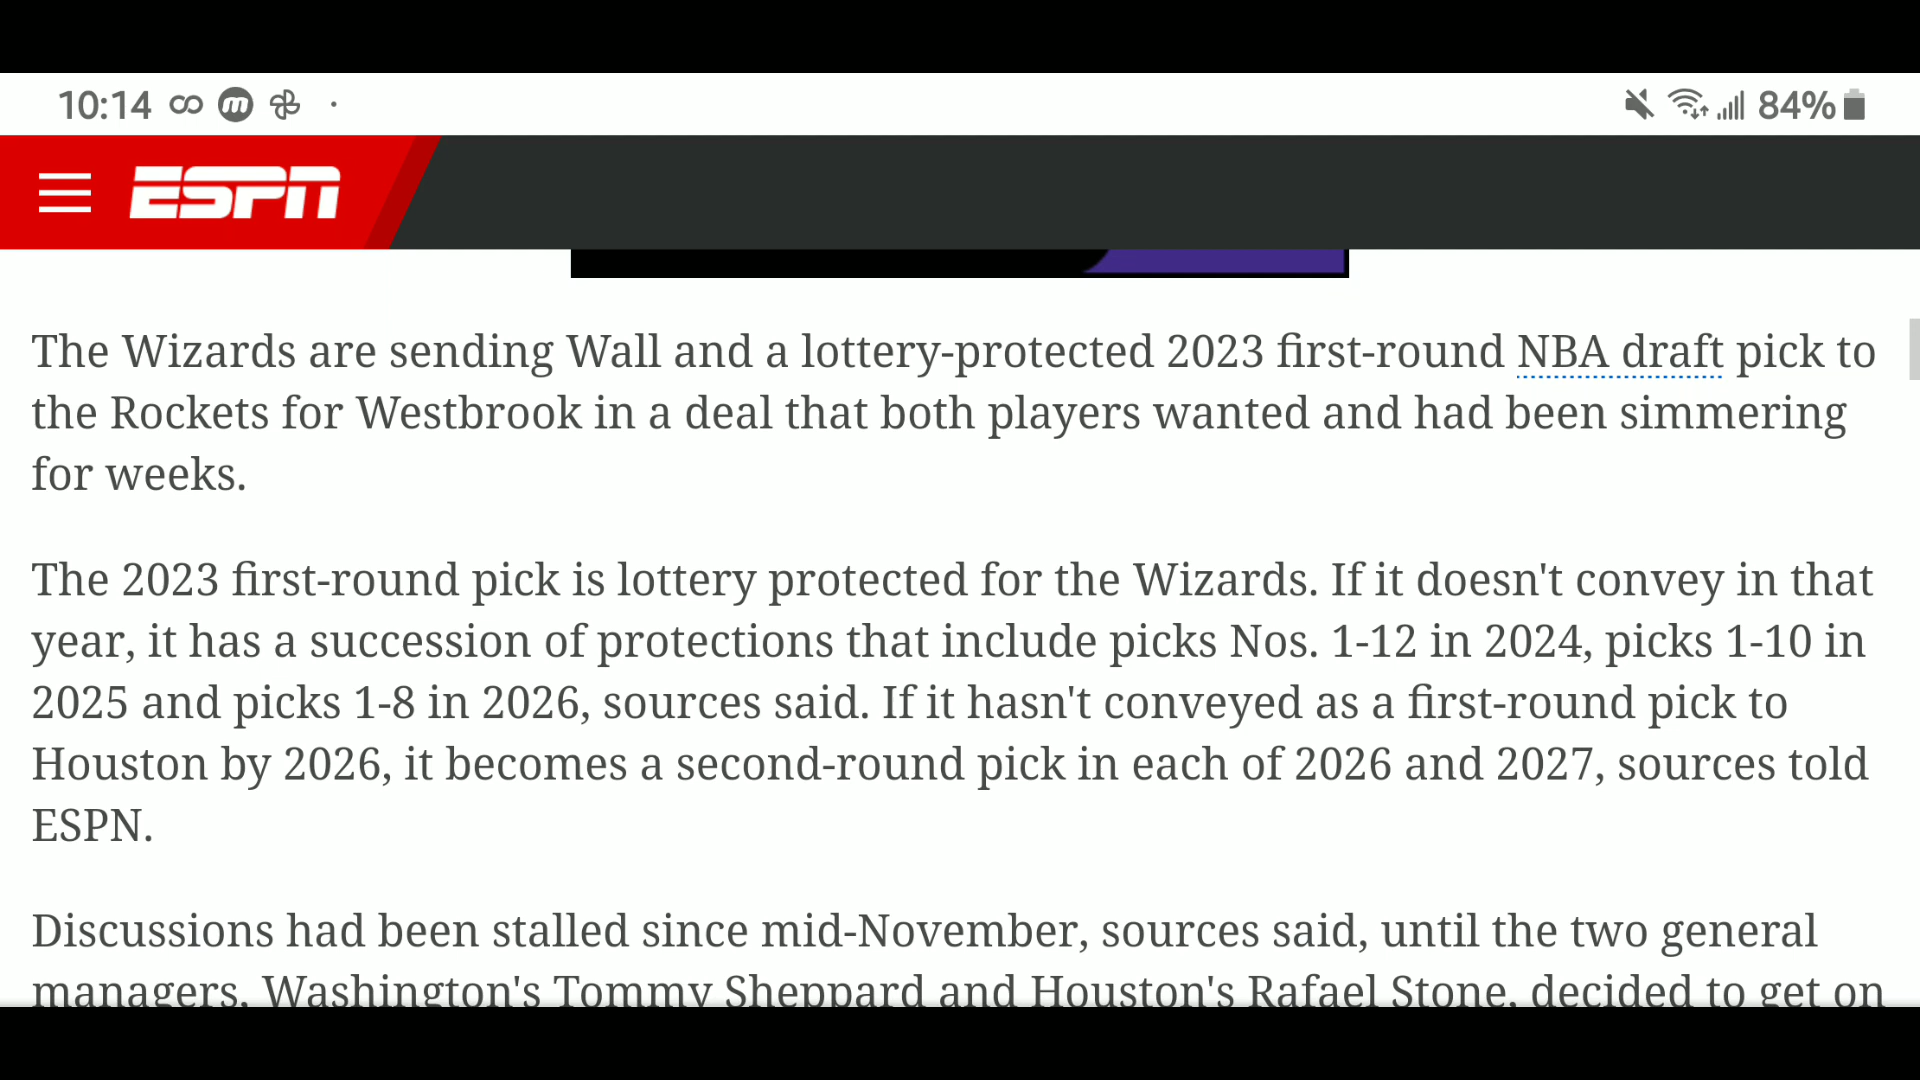 10:14
84%
ESPN
The Wizards are sending Wall and a lottery-protected 2023 first-round NBA draft pick to
the Rockets for Westbrook in a deal that both players wanted and had been simmering
for weeks.
The 2023 first-round pick is lottery protected for the Wizards. If it doesn't convey in that
year, it has a succession of protections that include picks Nos. 1-12 in 2024, picks 1-10 in
2025 and picks 1-8 in 2026, sources said. If it hasn't conveyed as a first-round pick to
Houston by 2026, it becomes a second-round pick in each of 2026 and 2027, sources told
ESPN.
Discussions had been stalled since mid-November, sources said, until the two general
managers, Washington's Tommy Sheppard and Houston's Rafael Stone, decided to get on